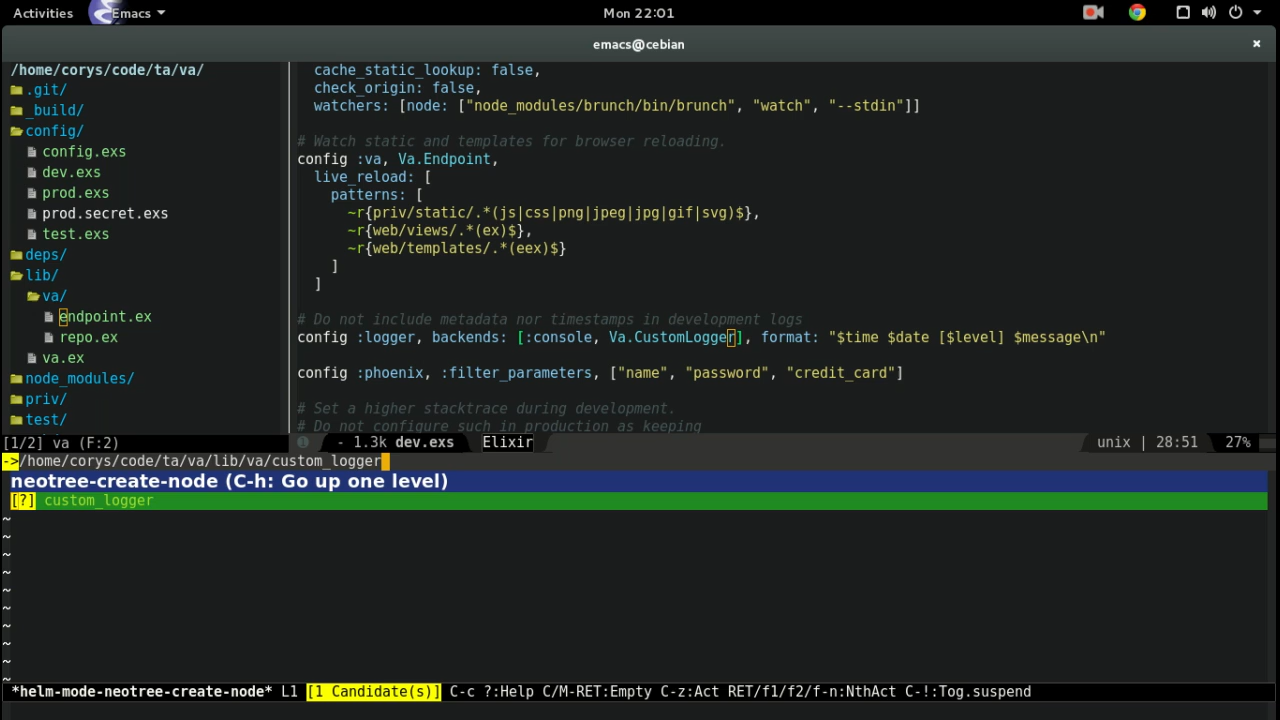 Activities Emacs Mon 22:01
emacs@cebian ×
/home/corys/code/ta/va/
.git/
_build/
config/
config.exs
dev.exs
prod.exs
prod.secret.exs
test.exs
deps/
lib/
va/
endpoint.ex
repo.ex
va.ex
node_modules/
priv/
test/
[1/2] va (F:2)
cache_static_lookup: false,
check_origin: false,
watchers: [node: ["node_modules/brunch/bin/brunch", "watch", "--stdin"]]
# Watch static and templates for browser reloading.
config :va, Va.Endpoint,
live_reload: [
patterns: [
~r{priv/static/.*(js|css|png|jpeg|jpg|gif|svg)$},
~r{web/views/.*(ex)$},
~r{web/templates/.*(eex)$}
]
]
# Do not include metadata nor timestamps in development logs
config :logger, backends: [:console, Va.CustomLogger], format: "$time $date [$level] $message\n"
config :phoenix, :filter_parameters, ["name", "password", "credit_card"]
# Set a higher stacktrace during development.
# Do not configure such in production as keeping
❶ - 1.3k dev.exs Elixir unix | 28:51 27%
->/home/corys/code/ta/va/lib/va/custom_logger
neotree-create-node (C-h: Go up one level)
[?] custom_logger
~
~
~
~
~
~
~
~
~
~
*helm-mode-neotree-create-node* L1 [1 Candidate(s)] C-c ?:Help C/M-RET:Empty C-z:Act RET/f1/f2/f-n:NthAct C-!:Tog.suspend